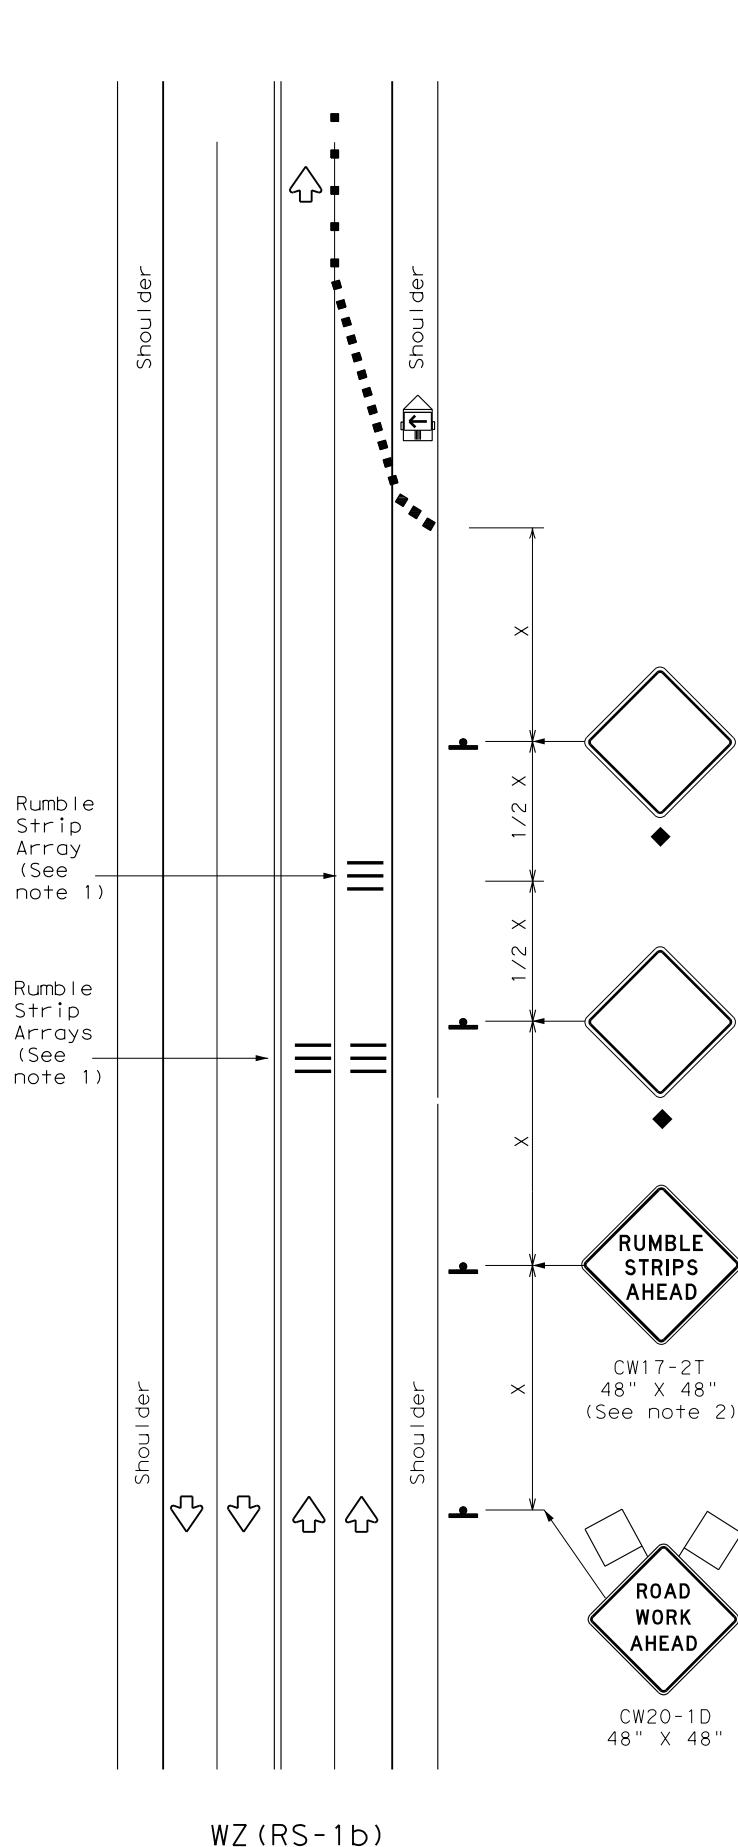 Shoulder
Shoulder
X
1/2 X
Rumble
Strip
Array
(See
note 1)
1/2 X
Rumble
Strip
Arrays
(See
note 1)
X
RUMBLE
STRIPS
AHEAD
CW17-2T
48" X 48"
(See note 2)
X
Shoulder
Shoulder
ROAD
WORK
AHEAD
CW20-1D
48" X 48"
WZ(RS-1b)